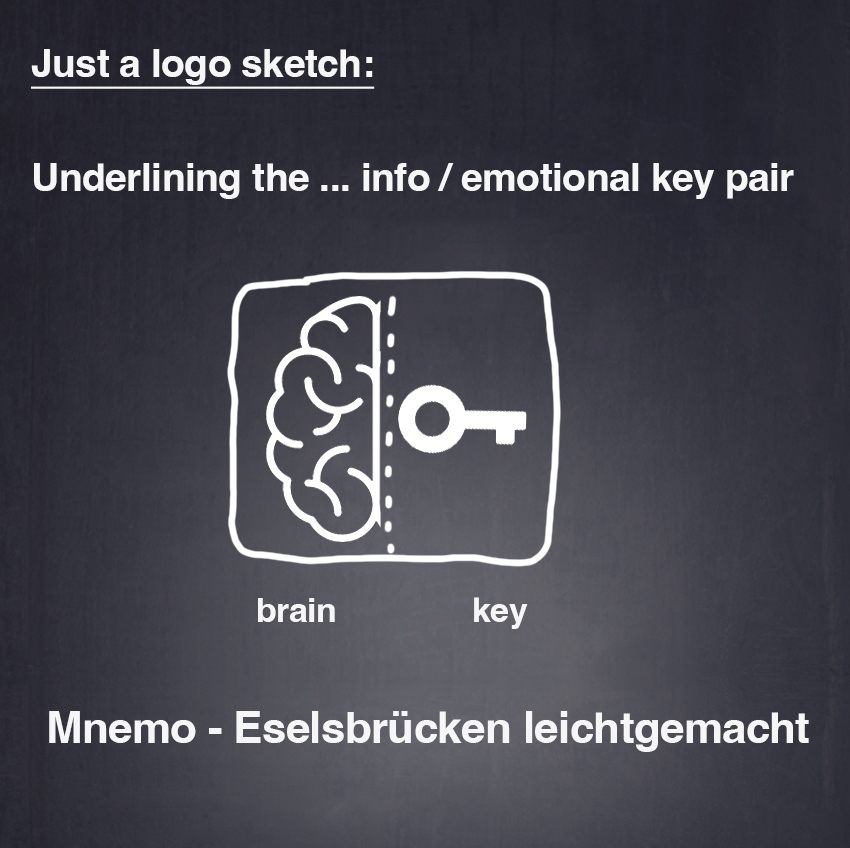 Just a logo sketch:
Underlining the ... info / emotional key pair
brain key
Mnemo - Eselsbrücken leichtgemacht